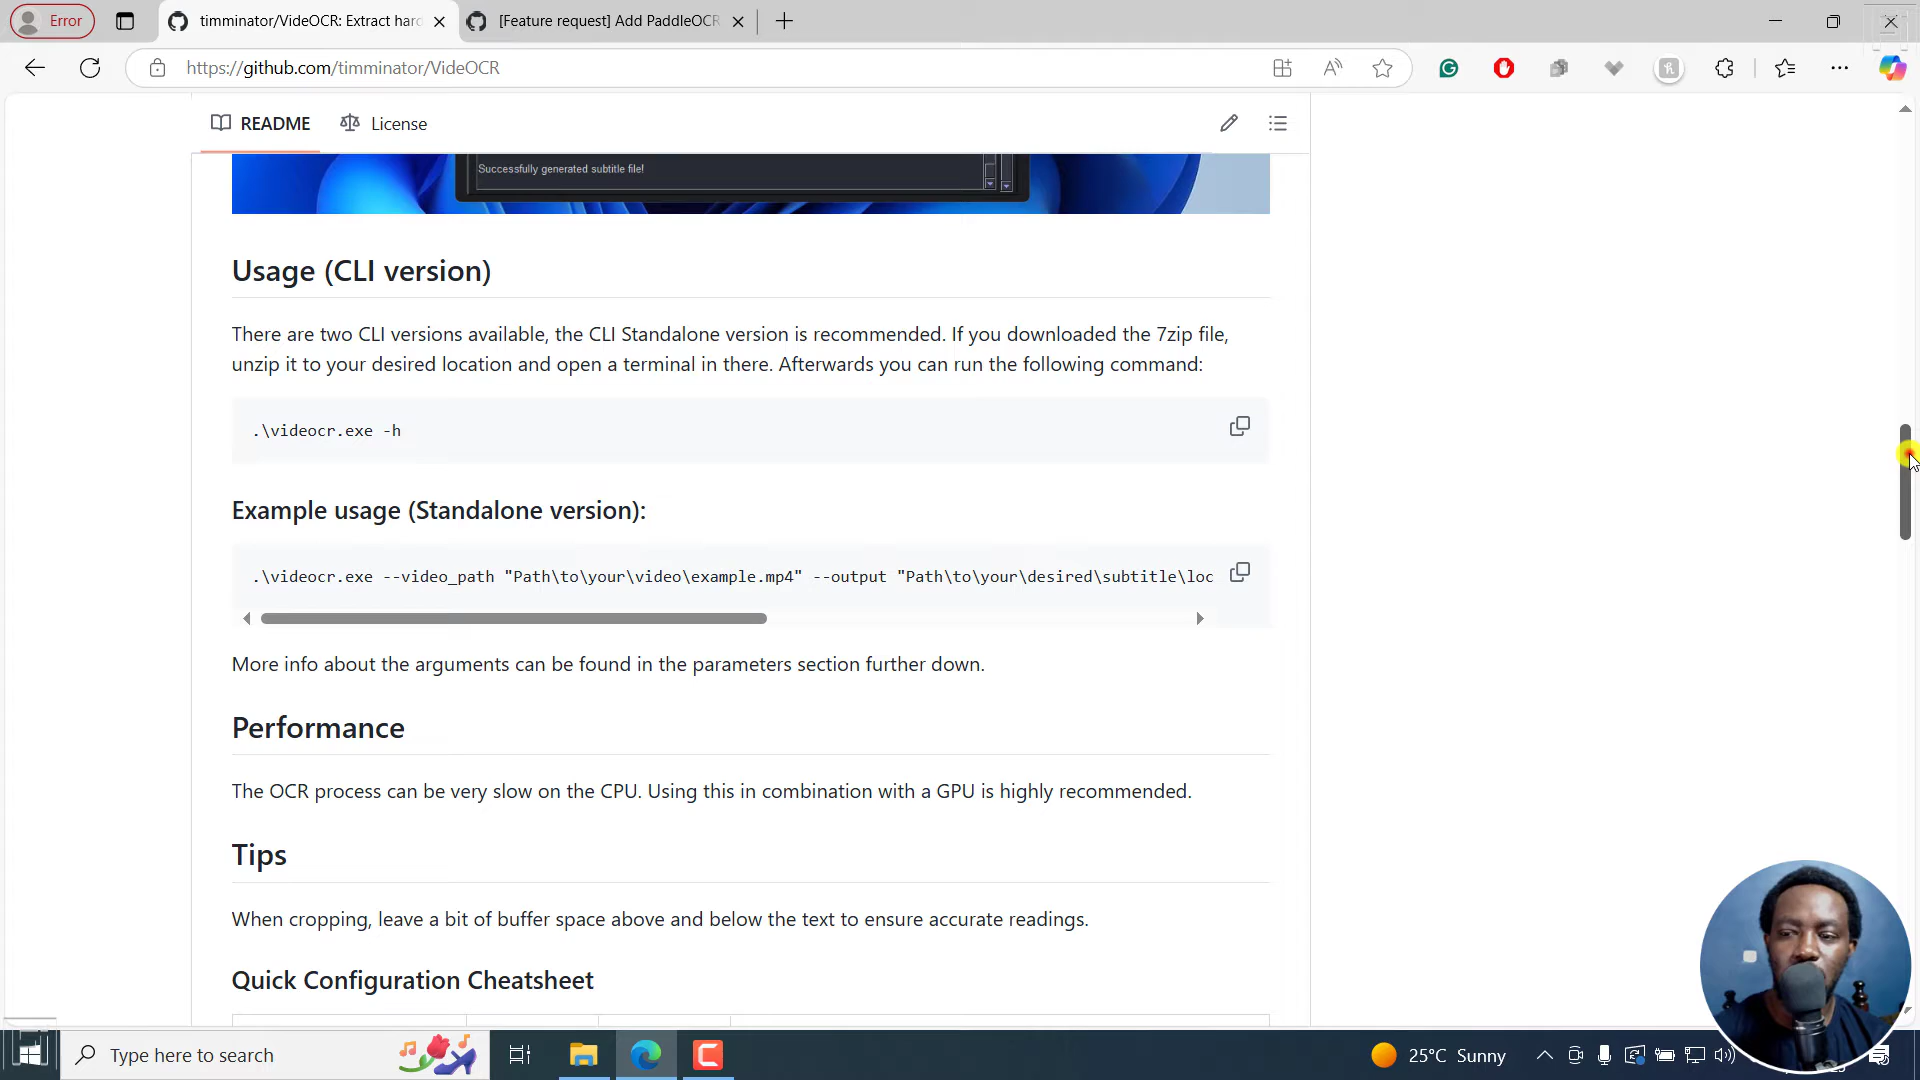 Error
timminator/VideOCR: Extract hard
[Feature request] Add PaddleOCR
https://github.com/timminator/VideOCR
README
License
Successfully generated subtitle file!
Usage (CLI version)
There are two CLI versions available, the CLI Standalone version is recommended. If you downloaded the 7zip file,
unzip it to your desired location and open a terminal in there. Afterwards you can run the following command:
.\videocr.exe -h
Example usage (Standalone version):
.\videocr.exe --video_path "Path\to\your\video\example.mp4" --output "Path\to\your\desired\subtitle\loc
More info about the arguments can be found in the parameters section further down.
Performance
The OCR process can be very slow on the CPU. Using this in combination with a GPU is highly recommended.
Tips
When cropping, leave a bit of buffer space above and below the text to ensure accurate readings.
Quick Configuration Cheatsheet
Type here to search
25°C Sunny